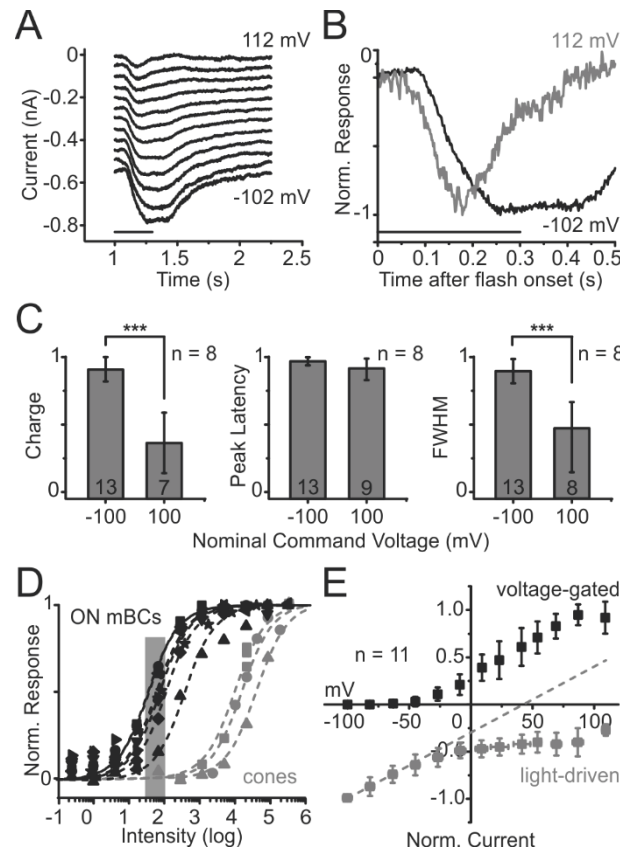 A
0
-0.2
-0.4
-0.6
-0.8
Current (nA)
1.0
1.5
2
2.5
Time (s)
112 mV
-102 mV
B
0
-1
Norm. Response
0
0.1
0.2
0.3
0.4
0.5
Time after flash onset (s)
112 mV
-102 mV
C
***
n = 8
1
0
Charge
13
7
-100
100
n = 8
1
0
Peak Latency
13
9
-100
100
***
n = 8
1
0
FWHM
13
8
-100
100
Nominal Command Voltage (mV)
D
ON mBCs
cones
1
0
Norm. Response
-1
0
1
2
3
4
5
6
Intensity (log)
E
voltage-gated
1.0
0.5
n = 11
mV
-100
-50
0
50
100
-0.5
-1.0
light-driven
Norm. Current